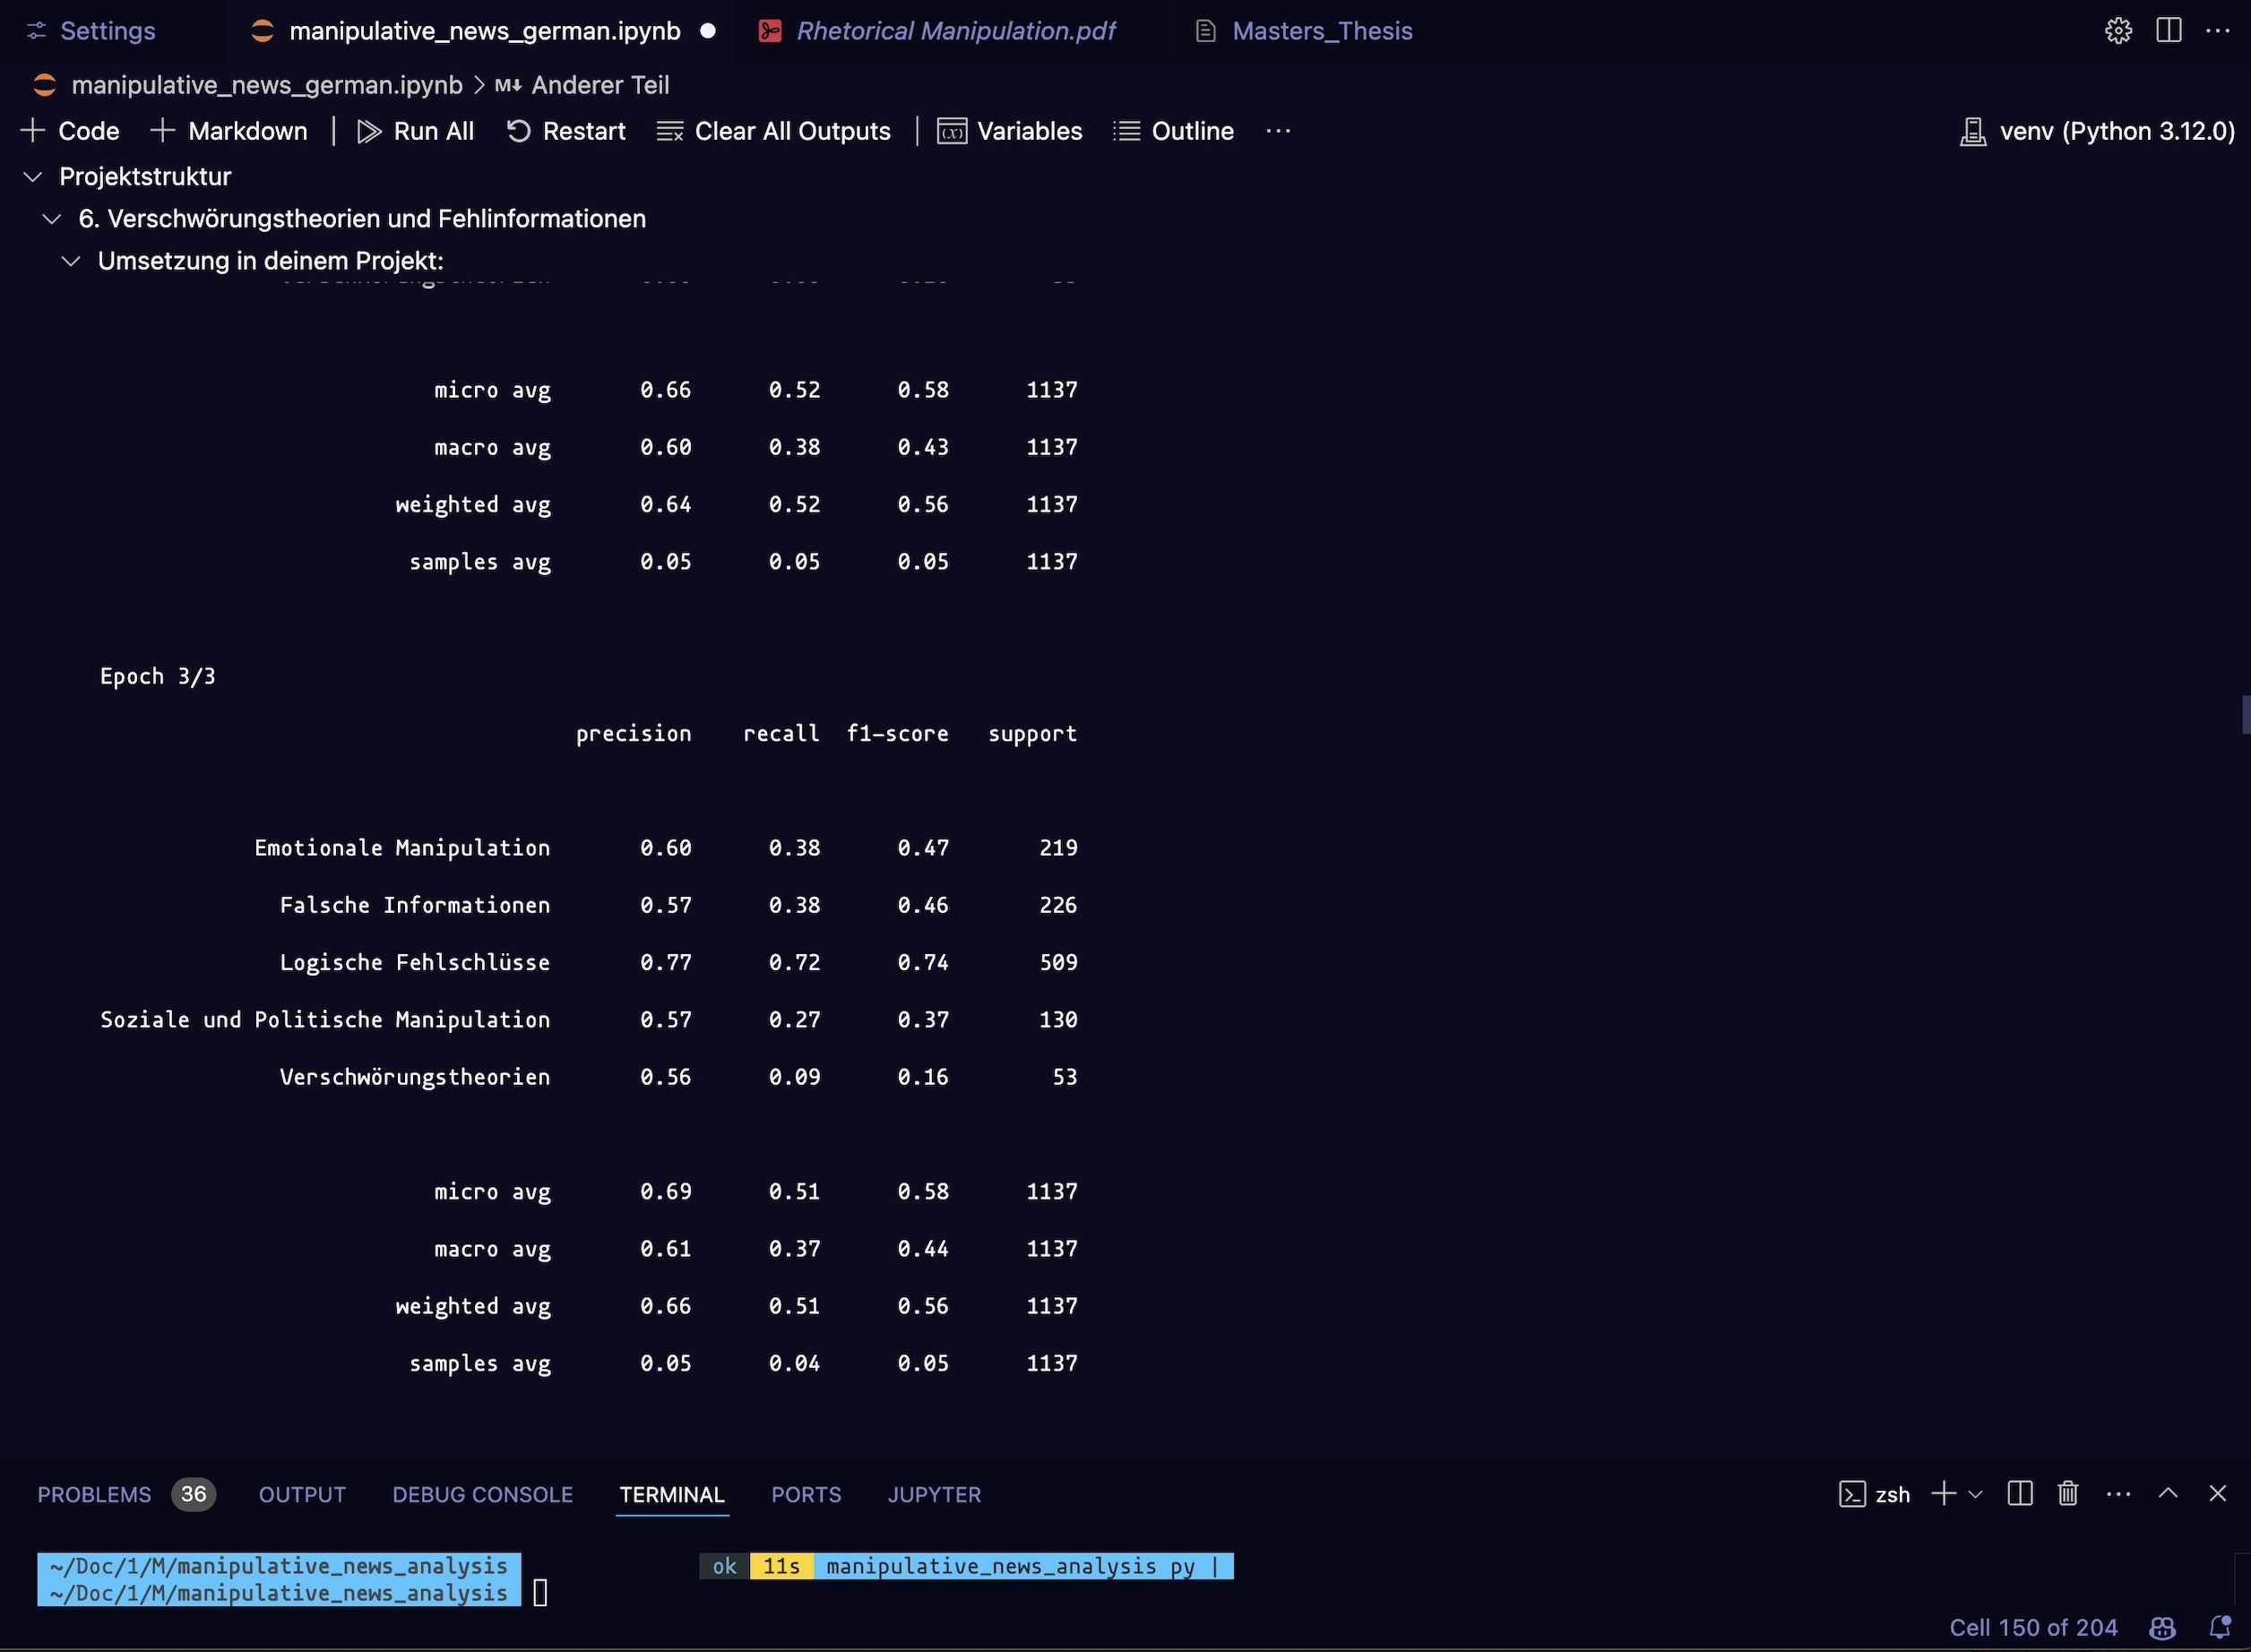 Settings manipulative_news_german.ipynb Rhetorical Manipulation.pdf Masters_Thesis
manipulative_news_german.ipynb > M↓ Anderer Teil
Code Markdown Run All Restart Clear All Outputs Variables Outline venv (Python 3.12.0)
Projektstruktur
6. Verschwörungstheorien und Fehlinformationen
Umsetzung in deinem Projekt:
micro avg 0.66 0.52 0.58 1137
macro avg 0.60 0.38 0.43 1137
weighted avg 0.64 0.52 0.56 1137
samples avg 0.05 0.05 0.05 1137
Epoch 3/3
precision recall f1-score support
Emotionale Manipulation 0.60 0.38 0.47 219
Falsche Informationen 0.57 0.38 0.46 226
Logische Fehlschlüsse 0.77 0.72 0.74 509
Soziale und Politische Manipulation 0.57 0.27 0.37 130
Verschwörungstheorien 0.56 0.09 0.16 53
micro avg 0.69 0.51 0.58 1137
macro avg 0.61 0.37 0.44 1137
weighted avg 0.66 0.51 0.56 1137
samples avg 0.05 0.04 0.05 1137
PROBLEMS 36 OUTPUT DEBUG CONSOLE TERMINAL PORTS JUPYTER zsh
~/Doc/1/M/manipulative_news_analysis ok 11s manipulative_news_analysis py |
~/Doc/1/M/manipulative_news_analysis
Cell 150 of 204